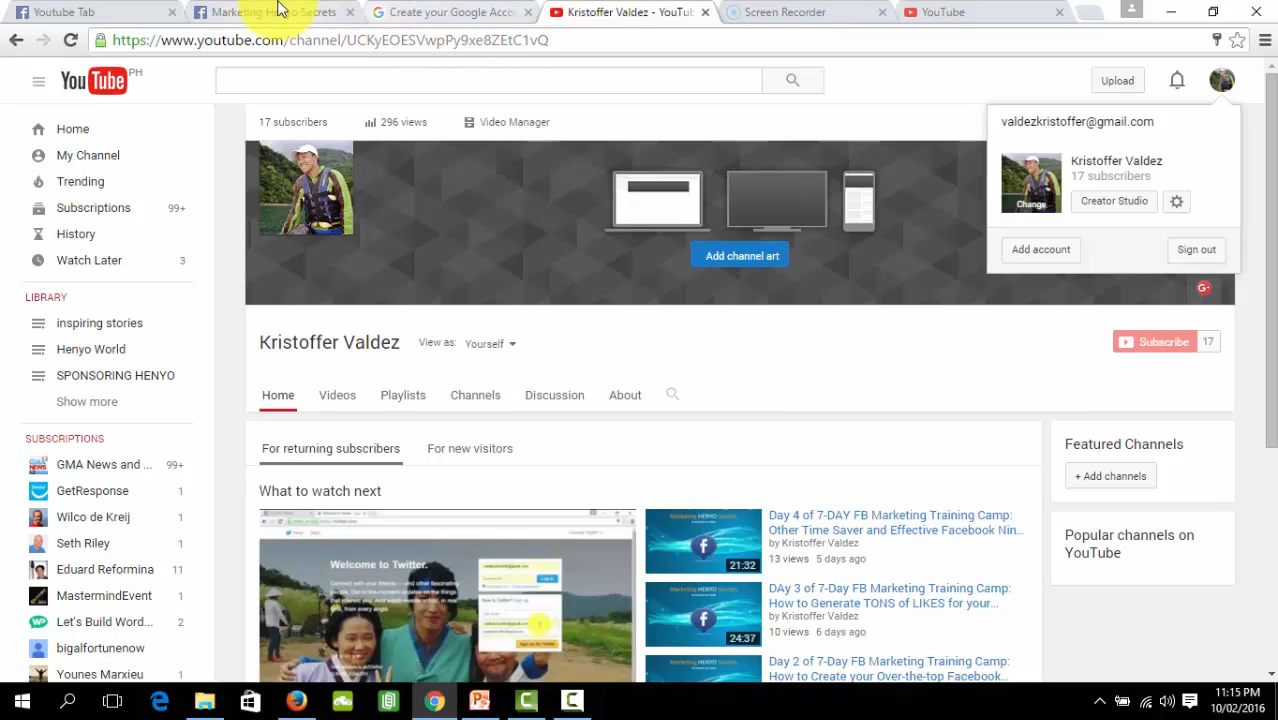 Youtube Tab
Marketing Henyo Secrets
Create your Google Acco
Kristoffer Valdez - YouTu
Screen Recorder
YouTube
https://www.youtube.com/channel/UCKyEOESVwpPy9xe8ZEtC1vQ
YouTube PH
Upload
17 subscribers
296 views
Video Manager
valdezkristoffer@gmail.com
Kristoffer Valdez
17 subscribers
Change
Creator Studio
Add account
Sign out
Home
My Channel
Trending
Subscriptions 99+
History
Watch Later 3
LIBRARY
inspiring stories
Henyo World
SPONSORING HENYO
Show more
SUBSCRIPTIONS
GMA News and ... 99+
GetResponse 1
Wilco de Kreij 1
Seth Riley 1
Eduard Reformina 11
MastermindEvent 1
Let's Build Word... 2
bigalfortunenow
Younes Marxieu
Add channel art
Kristoffer Valdez
View as: Yourself
Subscribe 17
Home
Videos
Playlists
Channels
Discussion
About
For returning subscribers
For new visitors
What to watch next
Welcome to Twitter.
Day 4 of 7-DAY FB Marketing Training Camp:
Other Time Saver and Effective Facebook Nin...
by Kristoffer Valdez
13 views 5 days ago
21:32
Day 3 of 7-DAY FB Marketing Training Camp:
How to Generate TONS of LIKES for your...
by Kristoffer Valdez
10 views 6 days ago
24:37
Day 2 of 7-Day FB Marketing Training Camp:
How to Create your Over-the-top Facebook...
Featured Channels
+ Add channels
Popular channels on
YouTube
11:15 PM
10/02/2016